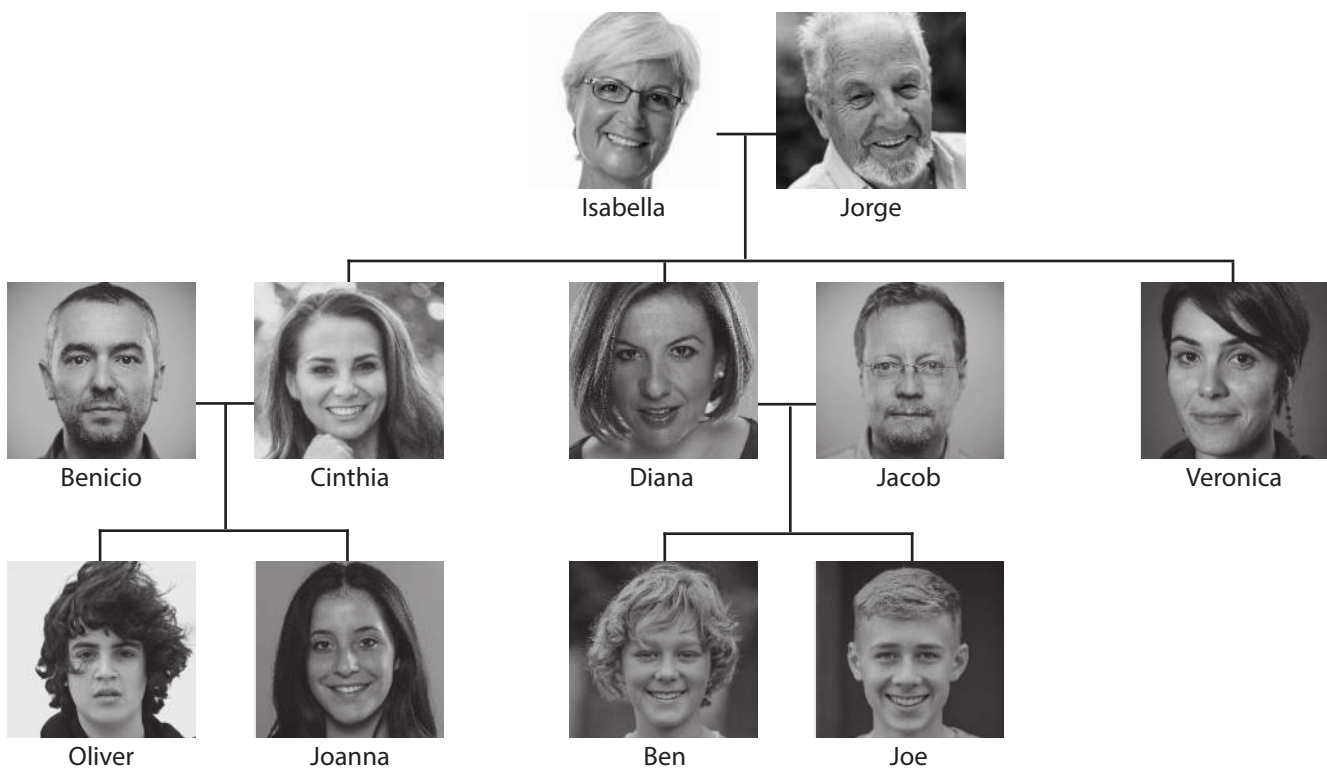 Isabella
Jorge
Benicio
Cinthia
Diana
Jacob
Veronica
Oliver
Joanna
Ben
Joe